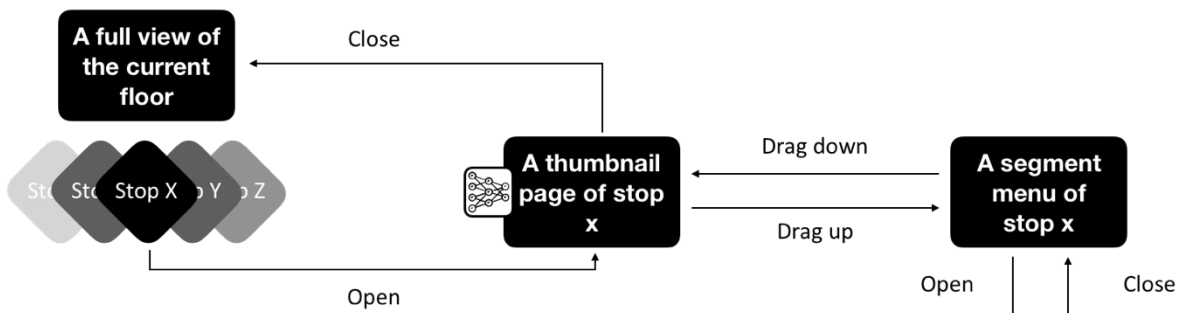 A full view of
the current
floor
Close
Stop X
Y
Z
A thumbnail
page of stop
x
Drag down
Drag up
A segment
menu of
stop x
Open
Open
Close